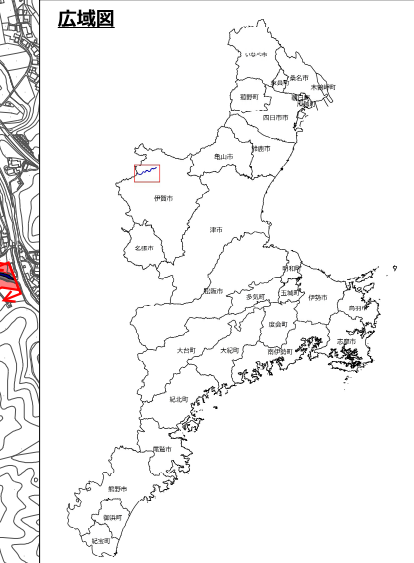 広域図
いなべ市
東員町
桑名市
木曽岬町
菰野町
朝日町
川越町
四日市市
鈴鹿市
亀山市
伊賀市
津市
名張市
明和町
松阪市
多気町
玉城町
伊勢市
鳥羽市
度会町
志摩市
大台町
大紀町
南伊勢町
紀北町
尾鷲市
熊野市
御浜町
紀宝町